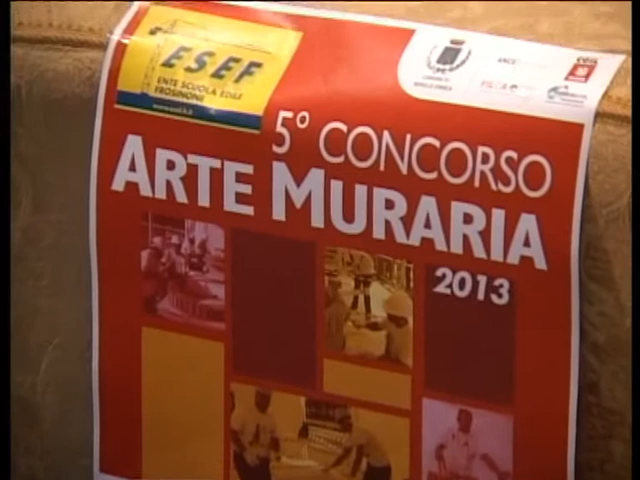 ESEF
ENTE SCUOLA EDILE
FROSINONE
5° CONCORSO
ARTE MURARIA
2013